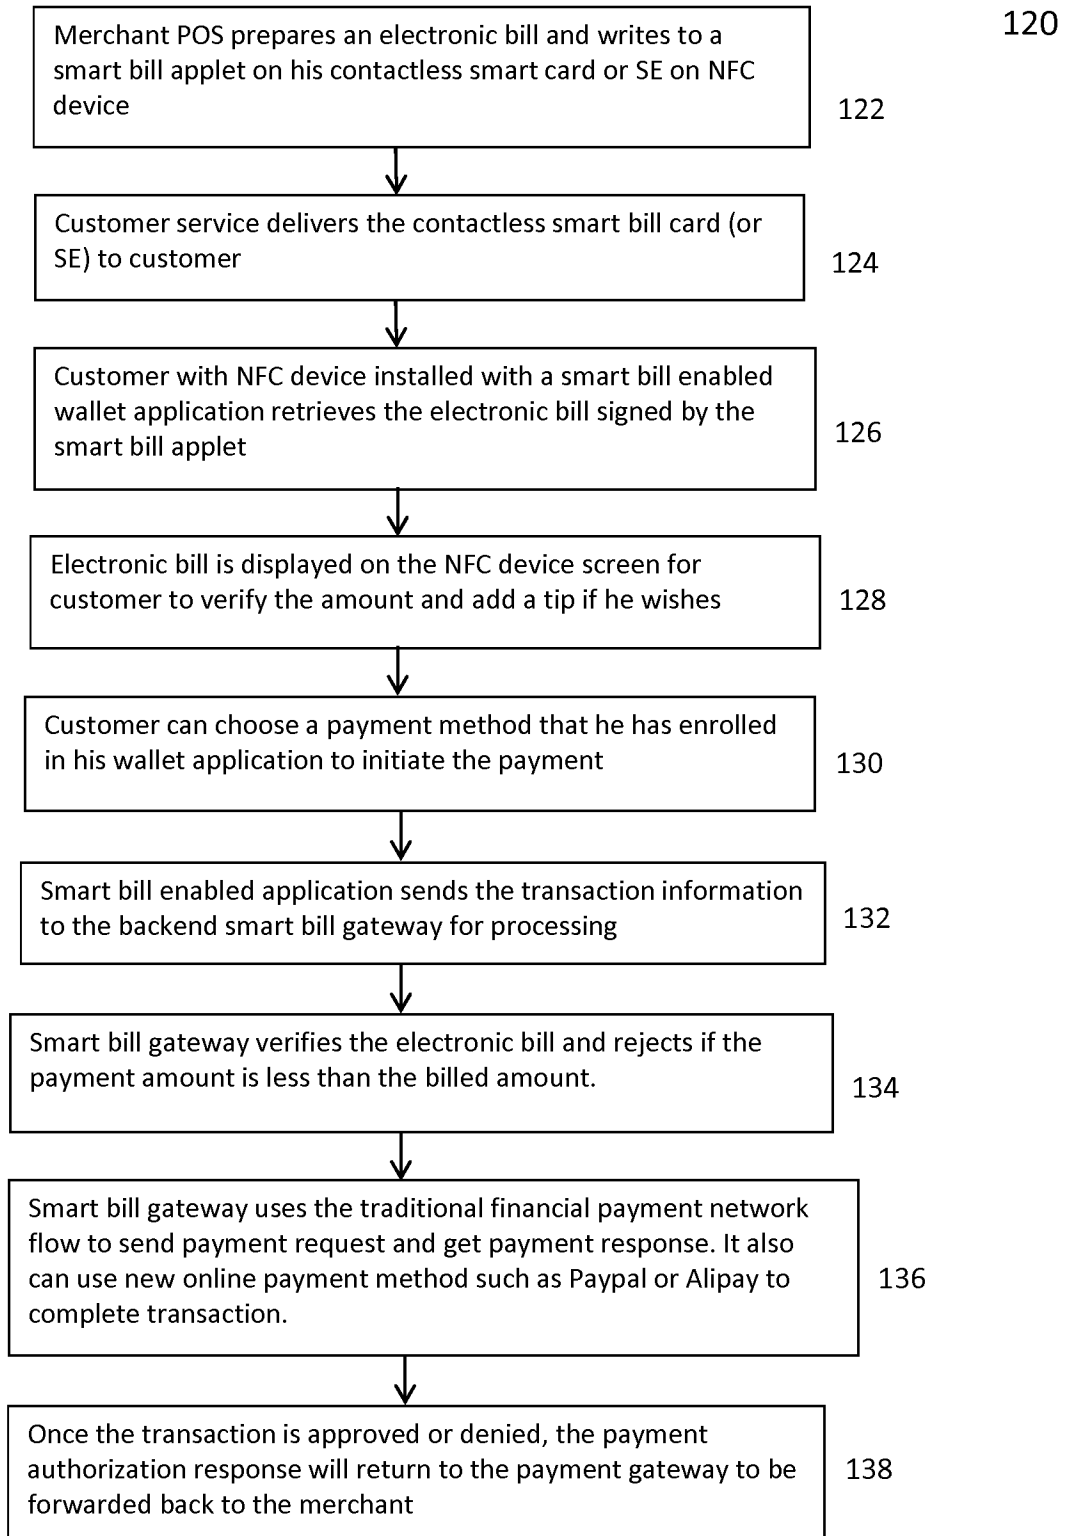 120
Merchant POS prepares an electronic bill and writes to a
smart bill applet on his contactless smart card or SE on NFC
device
122
Customer service delivers the contactless smart bill card (or
SE) to customer
124
Customer with NFC device installed with a smart bill enabled
wallet application retrieves the electronic bill signed by the
smart bill applet
126
Electronic bill is displayed on the NFC device screen for
customer to verify the amount and add a tip if he wishes
128
Customer can choose a payment method that he has enrolled
in his wallet application to initiate the payment
130
Smart bill enabled application sends the transaction information
to the backend smart bill gateway for processing
132
Smart bill gateway verifies the electronic bill and rejects if the
payment amount is less than the billed amount.
134
Smart bill gateway uses the traditional financial payment network
flow to send payment request and get payment response. It also
can use new online payment method such as Paypal or Alipay to
complete transaction.
136
Once the transaction is approved or denied, the payment
authorization response will return to the payment gateway to be
forwarded back to the merchant
138